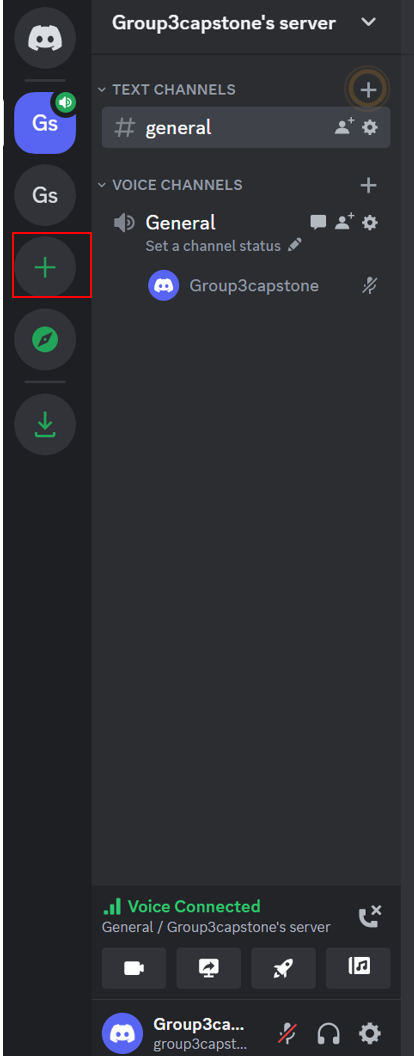 Group3capstone's server
Gs
TEXT CHANNELS
general
Gs
VOICE CHANNELS
General
Set a channel status
Group3capstone
Voice Connected
General / Group3capstone's server
Group3ca...
group3capst...